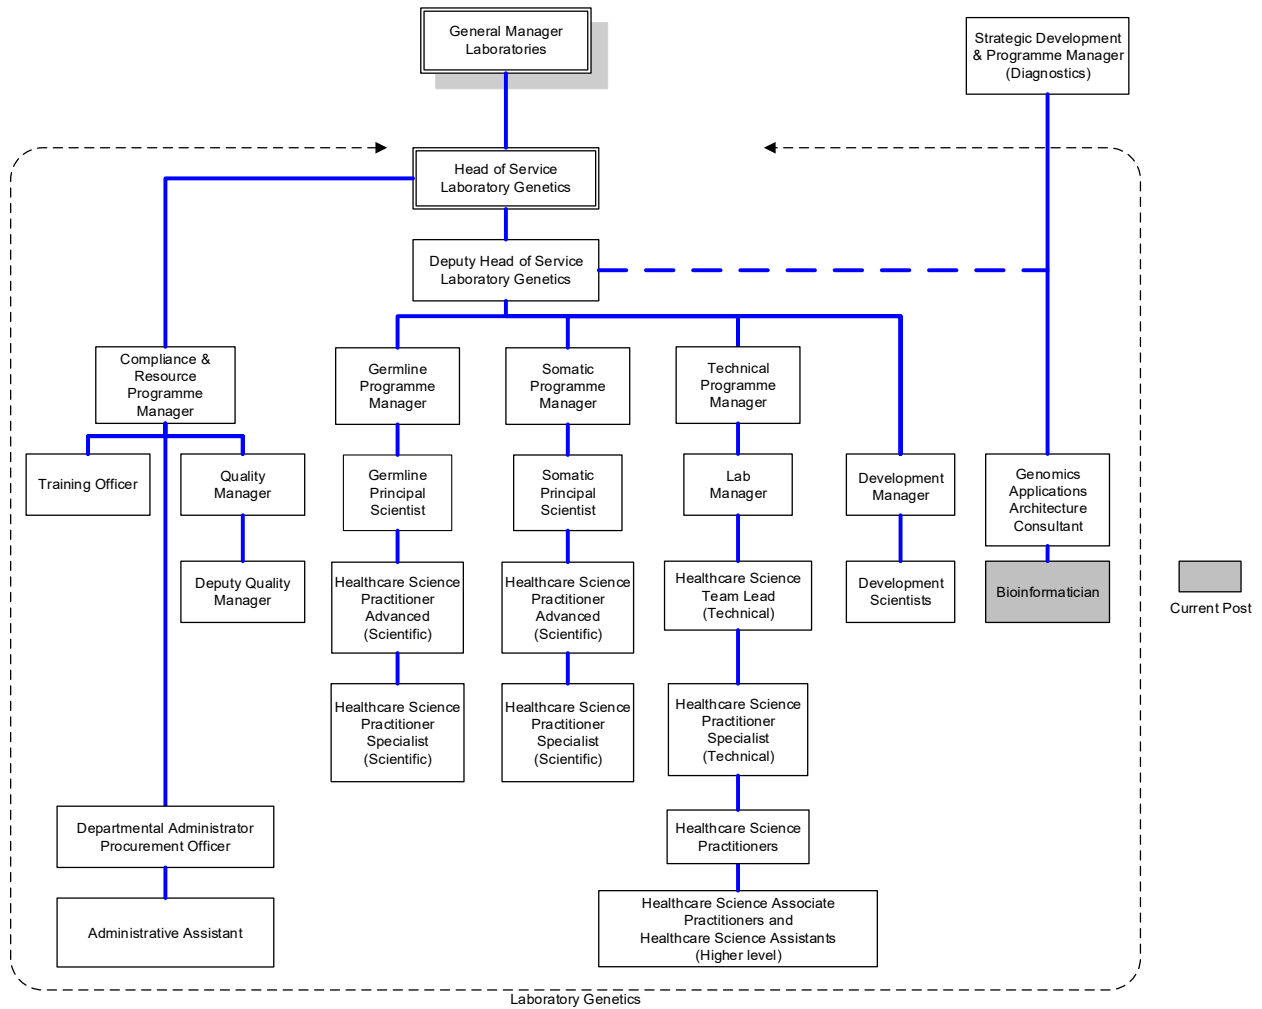 General Manager
Laboratories
Strategic Development
& Programme Manager
(Diagnostics)
Head of Service
Laboratory Genetics
Deputy Head of Service
Laboratory Genetics
Compliance &
Resource
Programme
Manager
Germline
Programme
Manager
Somatic
Programme
Manager
Technical
Programme
Manager
Training Officer
Quality
Manager
Germline
Principal
Scientist
Somatic
Principal
Scientist
Lab
Manager
Development
Manager
Genomics
Applications
Architecture
Consultant
Deputy Quality
Manager
Healthcare Science
Practitioner
Advanced
(Scientific)
Healthcare Science
Practitioner
Advanced
(Scientific)
Healthcare Science
Team Lead
(Technical)
Development
Scientists
Bioinformatician
Current Post
Healthcare Science
Practitioner
Specialist
(Scientific)
Healthcare Science
Practitioner
Specialist
(Scientific)
Healthcare Science
Practitioner
Specialist
(Technical)
Departmental Administrator
Procurement Officer
Healthcare Science
Practitioners
Administrative Assistant
Healthcare Science Associate
Practitioners and
Healthcare Science Assistants
(Higher level)
Laboratory Genetics